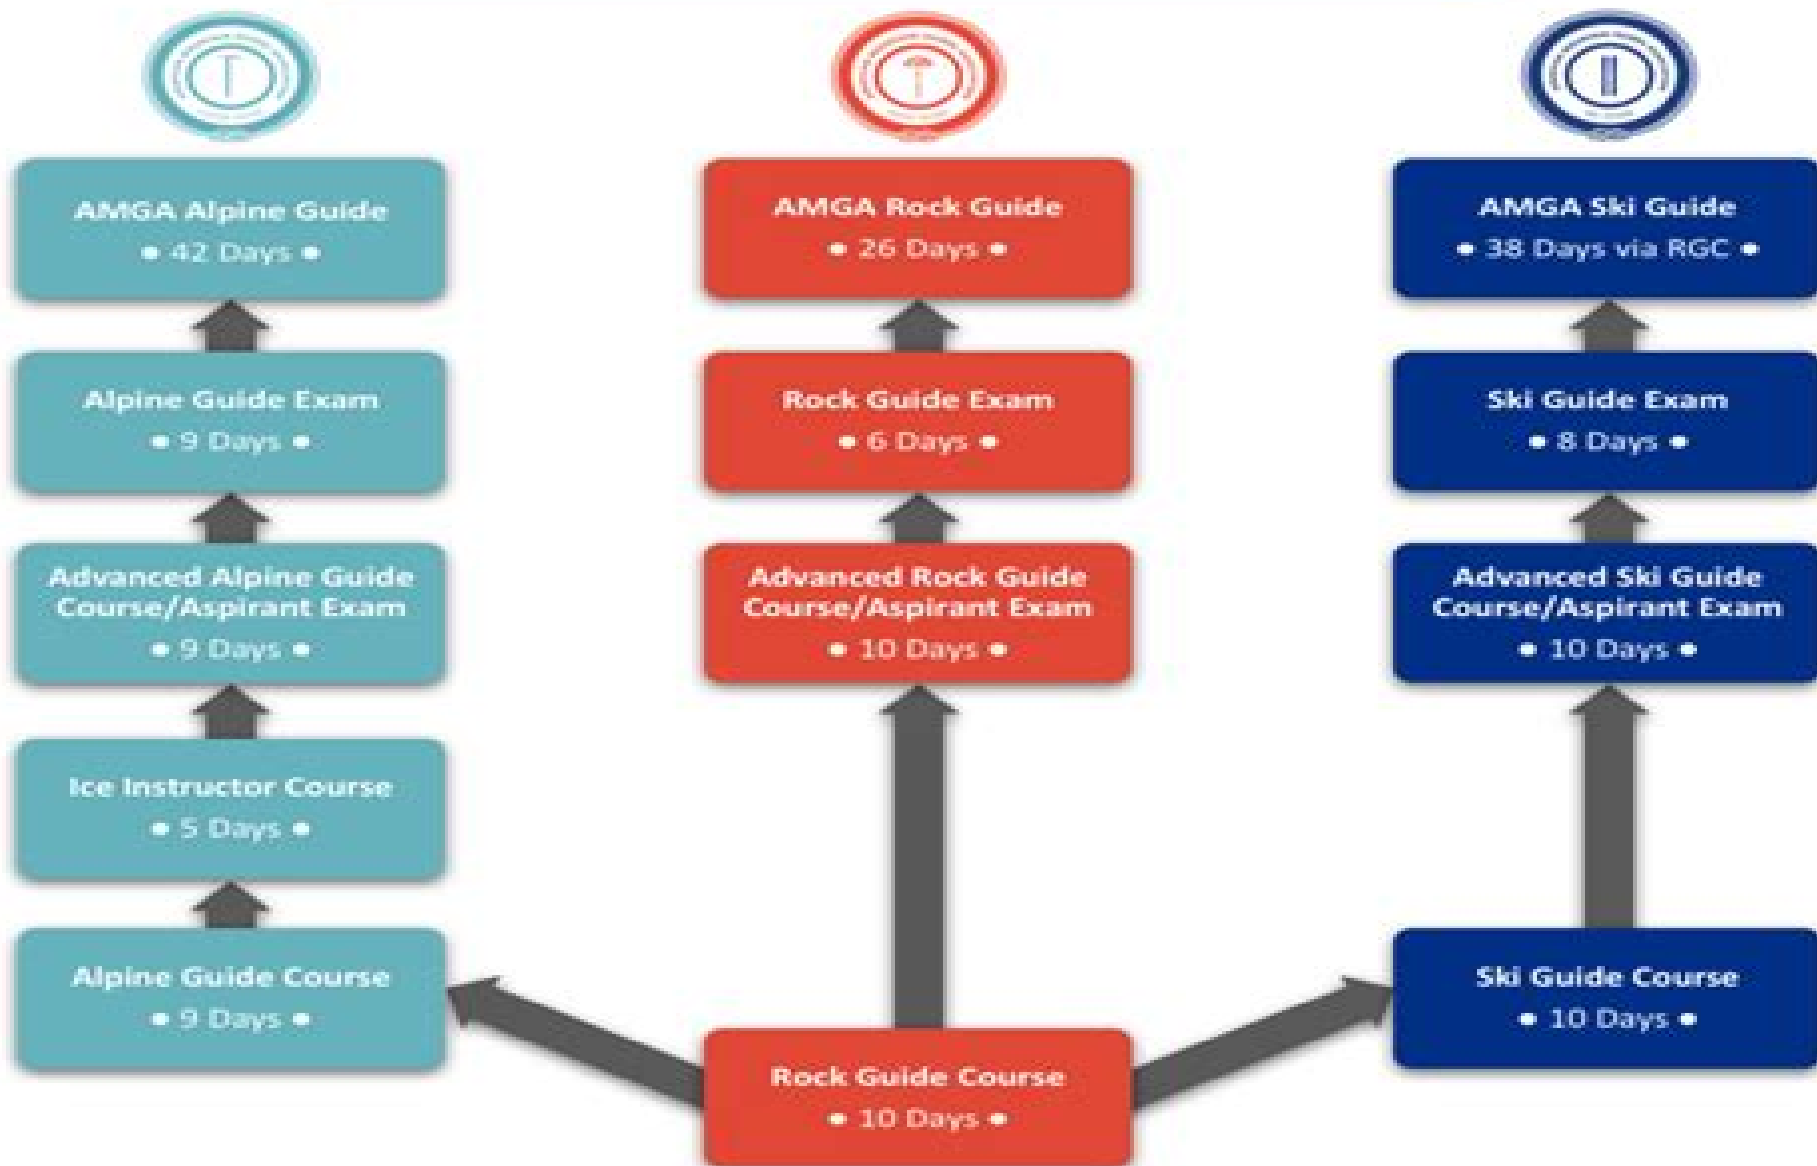 AMGA Alpine Guide
• 42 Days •
Alpine Guide Exam
• 9 Days •
Advanced Alpine Guide
Course/Aspirant Exam
• 9 Days •
Ice Instructor Course
• 5 Days •
Alpine Guide Course
• 9 Days •
AMGA Rock Guide
• 26 Days •
Rock Guide Exam
• 6 Days •
Advanced Rock Guide
Course/Aspirant Exam
• 10 Days •
Rock Guide Course
• 10 Days •
AMGA Ski Guide
• 38 Days via RGC •
Ski Guide Exam
• 8 Days •
Advanced Ski Guide
Course/Aspirant Exam
• 10 Days •
Ski Guide Course
• 10 Days •